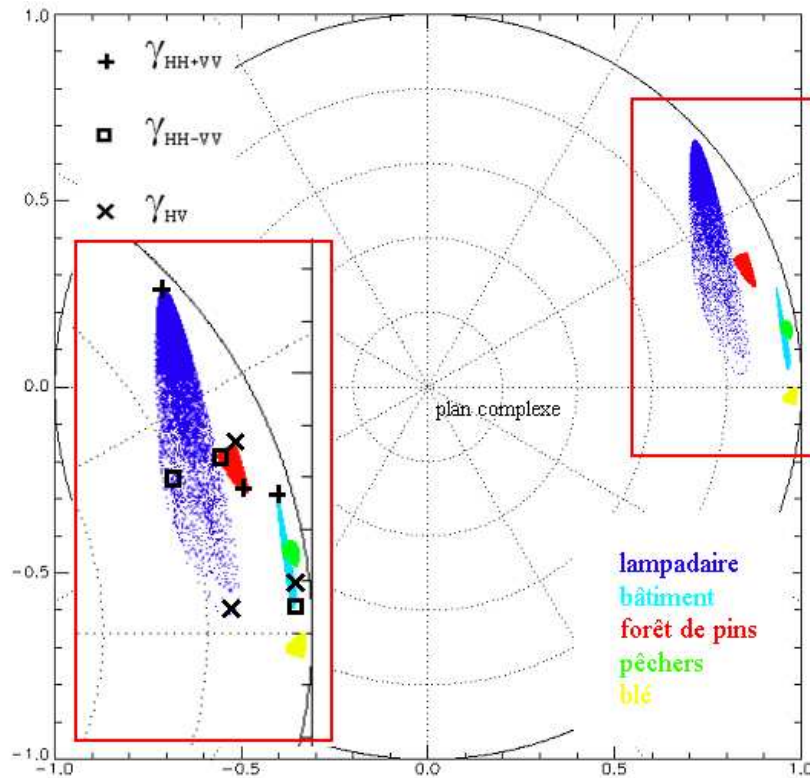 1.0
0.5
0.0
-0.5
-1.0
-1.0
-0.5
0.0
0.5
1.0
+ γHH+VV
□ γHH-VV
× γHV
plan complexe
lampadaire
bâtiment
forêt de pins
pêchers
blé